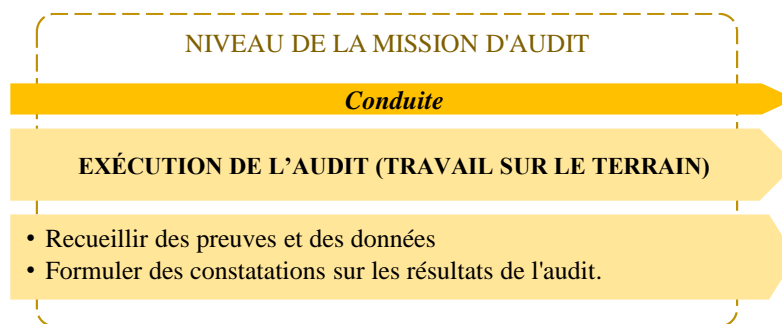 NIVEAU DE LA MISSION D'AUDIT
Conduite
EXÉCUTION DE L’AUDIT (TRAVAIL SUR LE TERRAIN)
• Recueillir des preuves et des données
• Formuler des constatations sur les résultats de l'audit.